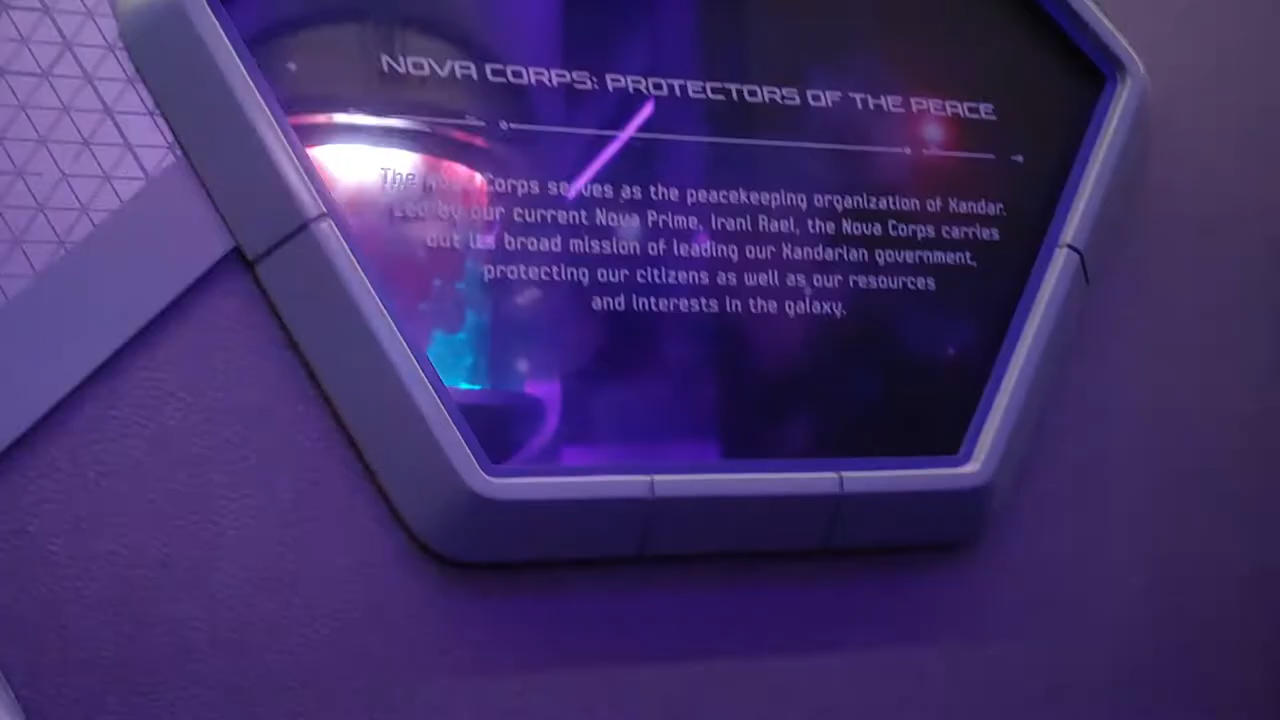 NOVA CORPS: PROTECTORS OF THE PEACE
The Nova Corps serves as the peacekeeping organization of Xandar.
Led by our current Nova Prime, Irani Rael, the Nova Corps carries
out its broad mission of leading our Xandarian government,
protecting our citizens as well as our resources
and interests in the galaxy.